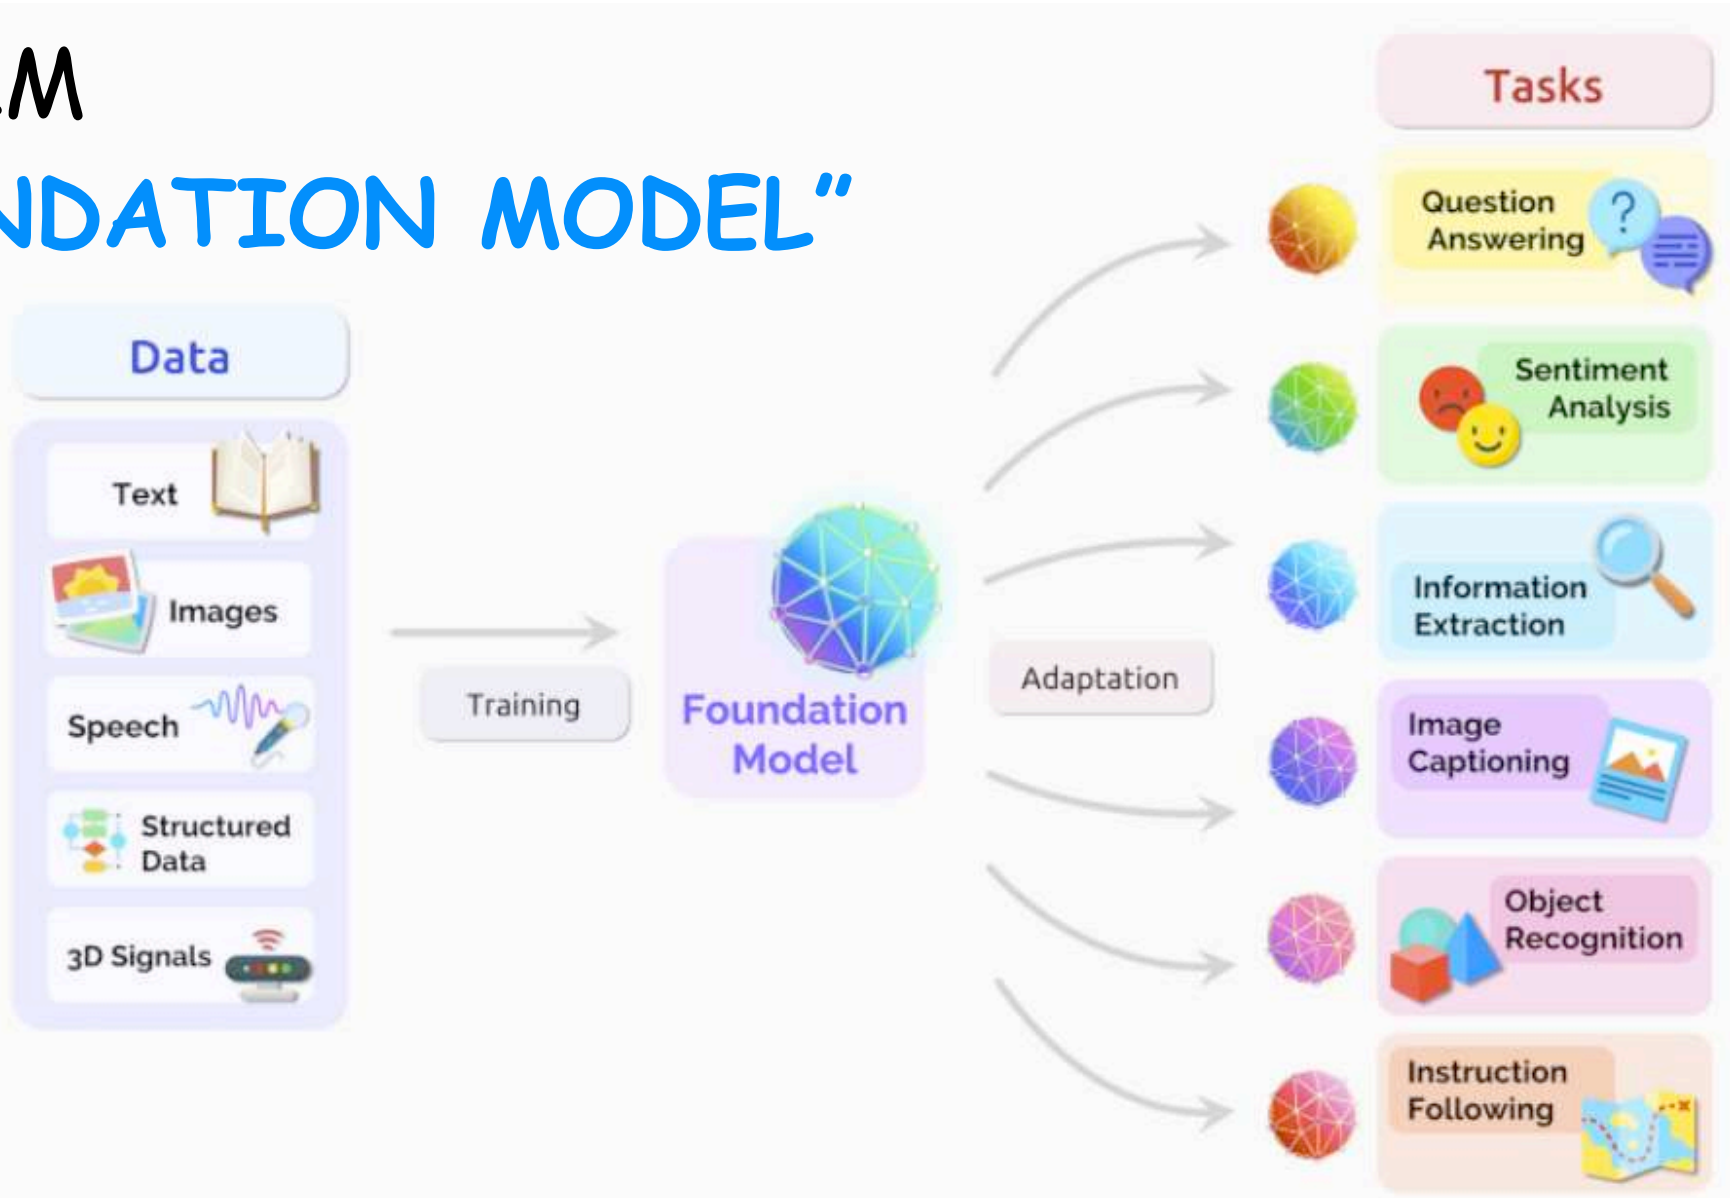 M
NDATION MODEL”
Data
Text
Images
Speech
Structured
Data
3D Signals
Training
Foundation
Model
Adaptation
Tasks
Question
Answering
?
Sentiment
Analysis
Information
Extraction
Image
Captioning
Object
Recognition
Instruction
Following